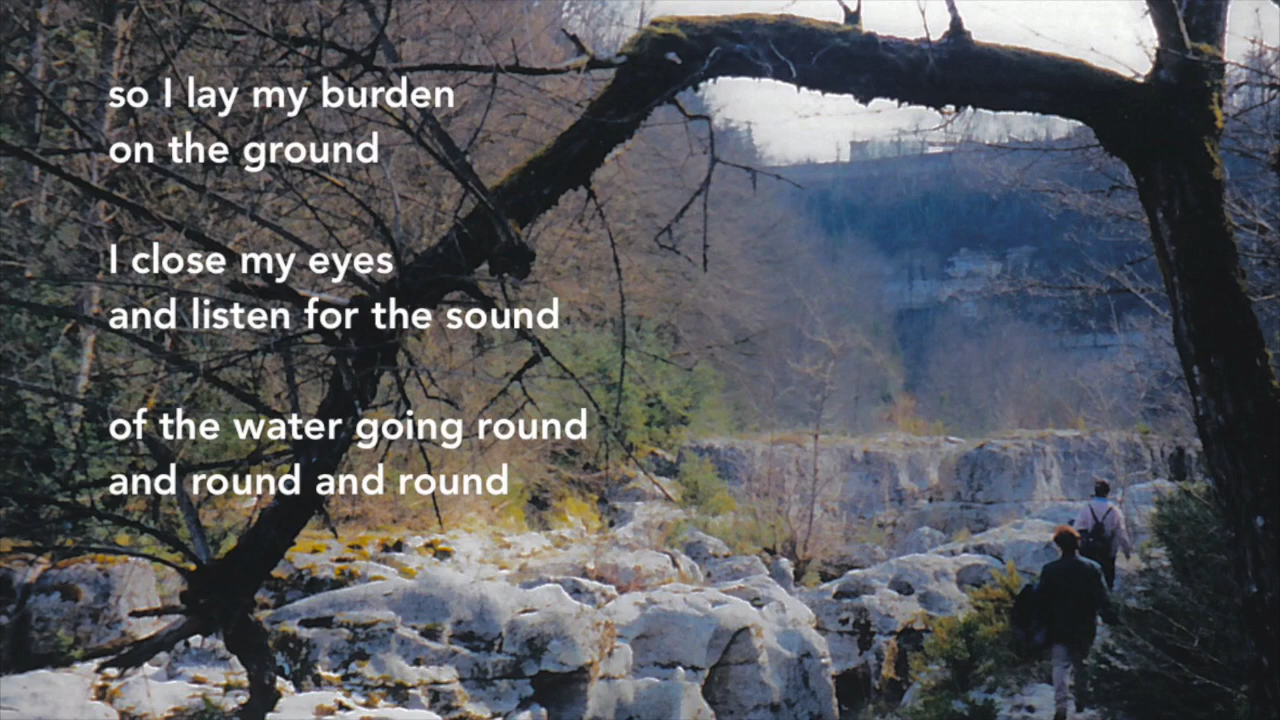 so I lay my burden
on the ground
I close my eyes
and listen for the sound
of the water going round
and round and round